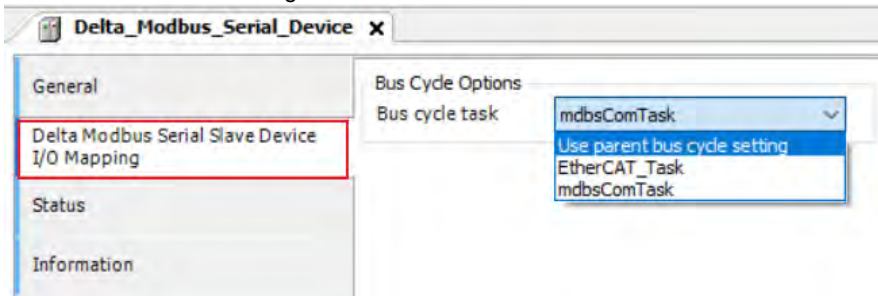 Delta_Modbus_Serial_Device X
General
Delta Modbus Serial Slave Device
I/O Mapping
Status
Information
Bus Cycle Options
Bus cycle task mdbsComTask
Use parent bus cycle setting
EtherCAT_Task
mdbsComTask